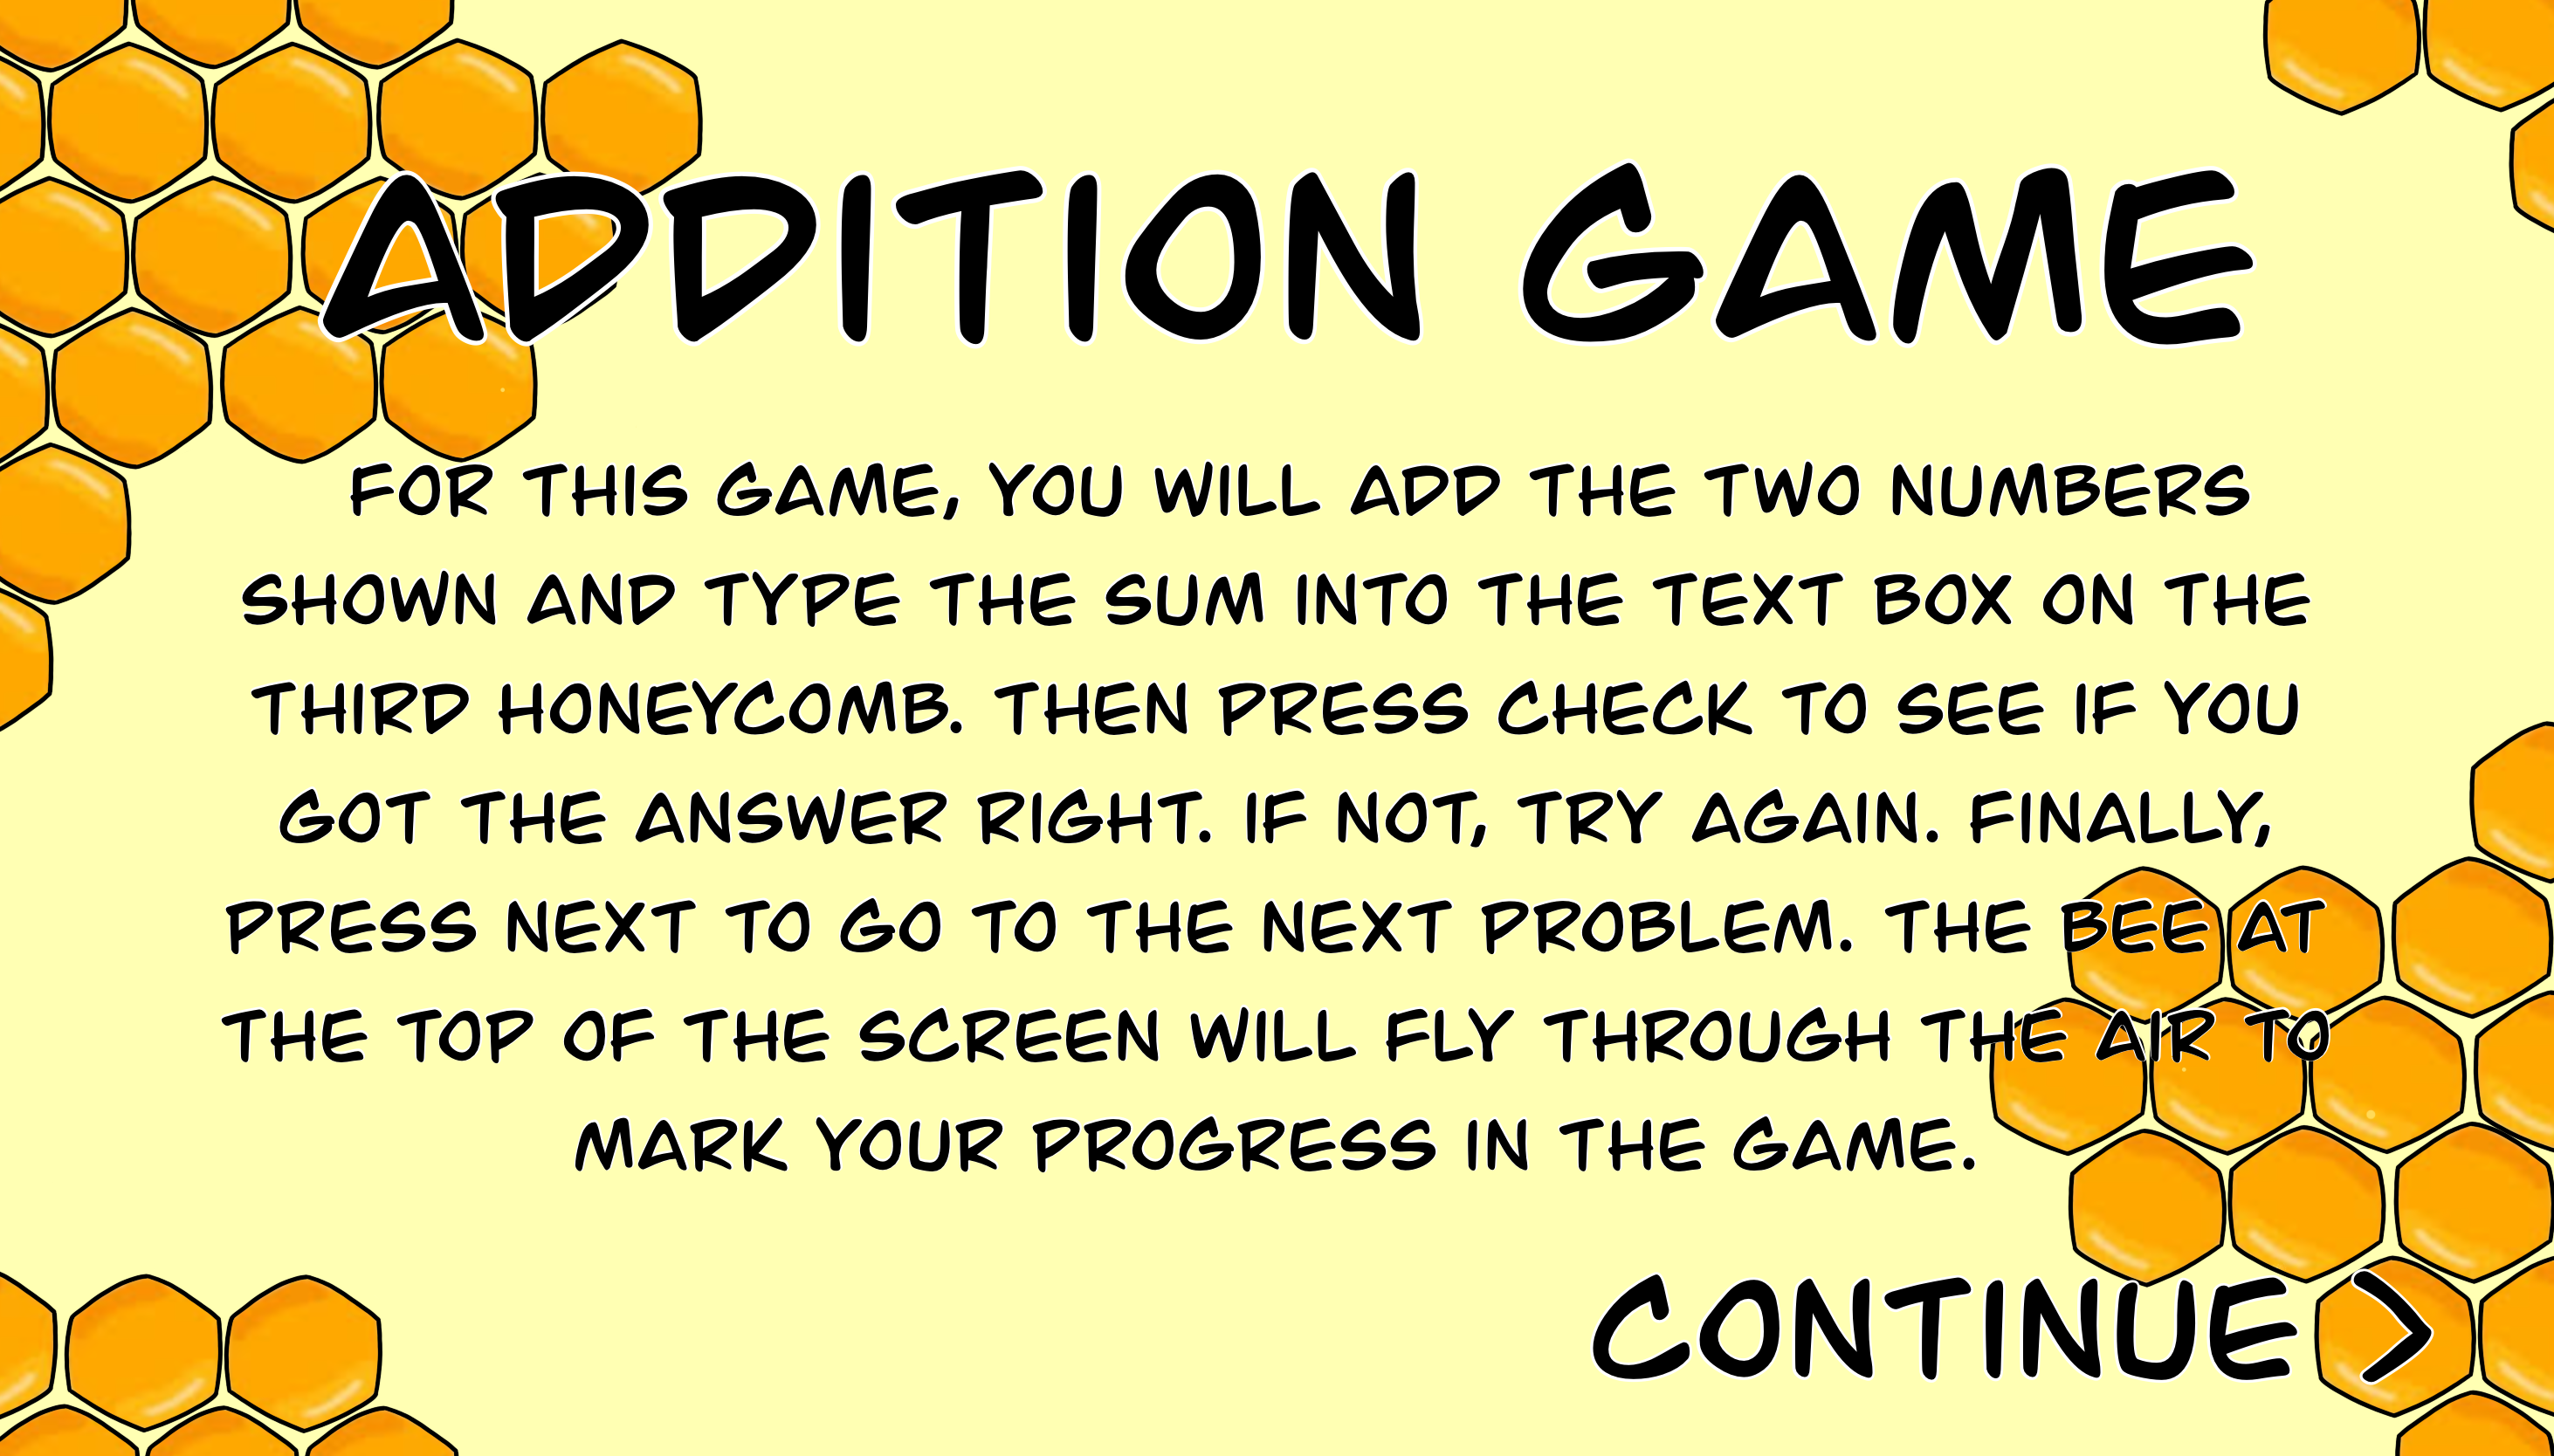 ADDITION GAME
FOR THIS GAME, YOU WILL ADD THE TWO NUMBERS
SHOWN AND TYPE THE SUM INTO THE TEXT BOX ON THE
THIRD HONEYCOMB. THEN PRESS CHECK TO SEE IF YOU
GOT THE ANSWER RIGHT. IF NOT, TRY AGAIN. FINALLY,
PRESS NEXT TO GO TO THE NEXT PROBLEM. THE BEE AT
THE TOP OF THE SCREEN WILL FLY THROUGH THE AIR TO
MARK YOUR PROGRESS IN THE GAME.
CONTINUE >